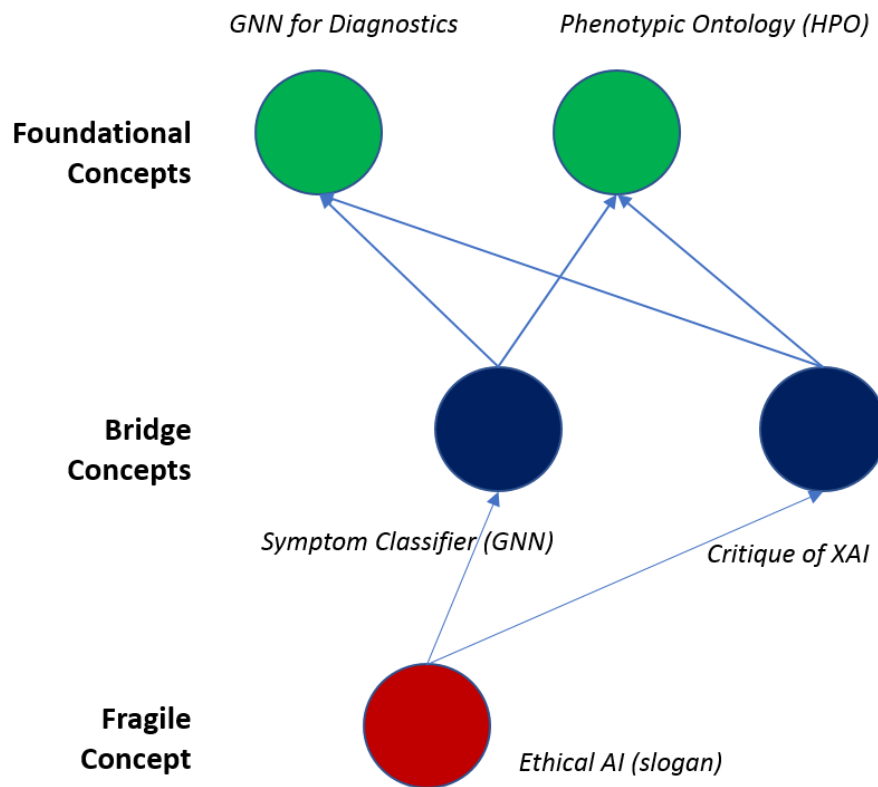 GNN for Diagnostics
Phenotypic Ontology (HPO)
Foundational
Concepts
Bridge
Concepts
Symptom Classifier (GNN)
Critique of XAI
Fragile
Concept
Ethical AI (slogan)